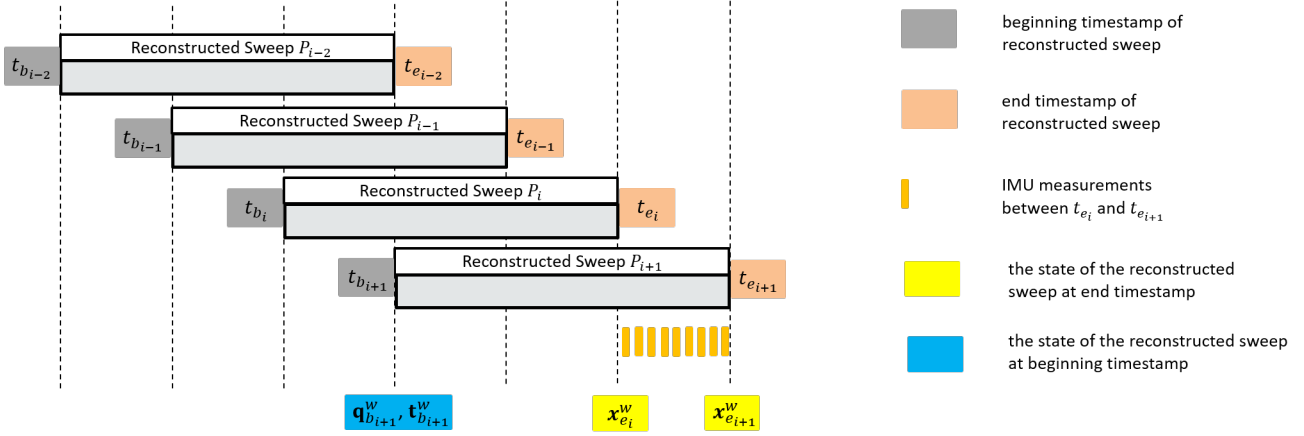 Reconstructed Sweep P_{i−2}
t_{b_{i−2}}
t_{e_{i−2}}
Reconstructed Sweep P_{i−1}
t_{b_{i−1}}
t_{e_{i−1}}
Reconstructed Sweep P_i
t_{b_i}
t_{e_i}
Reconstructed Sweep P_{i+1}
t_{b_{i+1}}
t_{e_{i+1}}
q^w_{b_{i+1}}, t^w_{b_{i+1}}
x^w_{e_i}
x^w_{e_{i+1}}
beginning timestamp of
reconstructed sweep
end timestamp of
reconstructed sweep
IMU measurements
between t_{e_i} and t_{e_{i+1}}
the state of the reconstructed
sweep at end timestamp
the state of the reconstructed sweep
at beginning timestamp